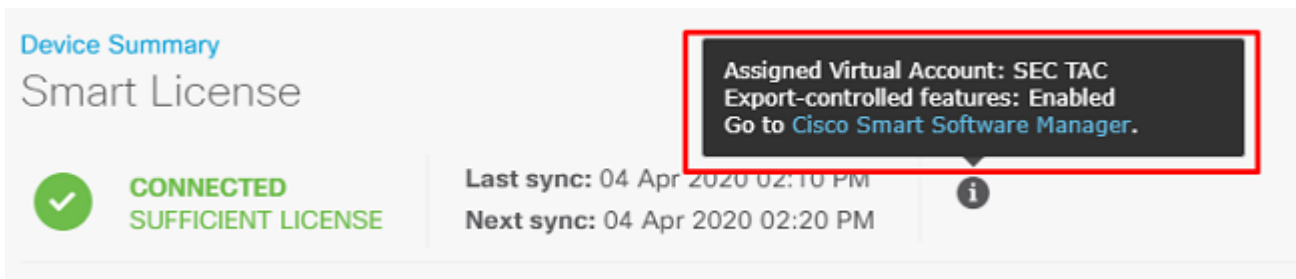 Device Summary
Smart License
Assigned Virtual Account: SEC TAC
Export-controlled features: Enabled
Go to Cisco Smart Software Manager.
CONNECTED
SUFFICIENT LICENSE
Last sync: 04 Apr 2020 02:10 PM
Next sync: 04 Apr 2020 02:20 PM
i